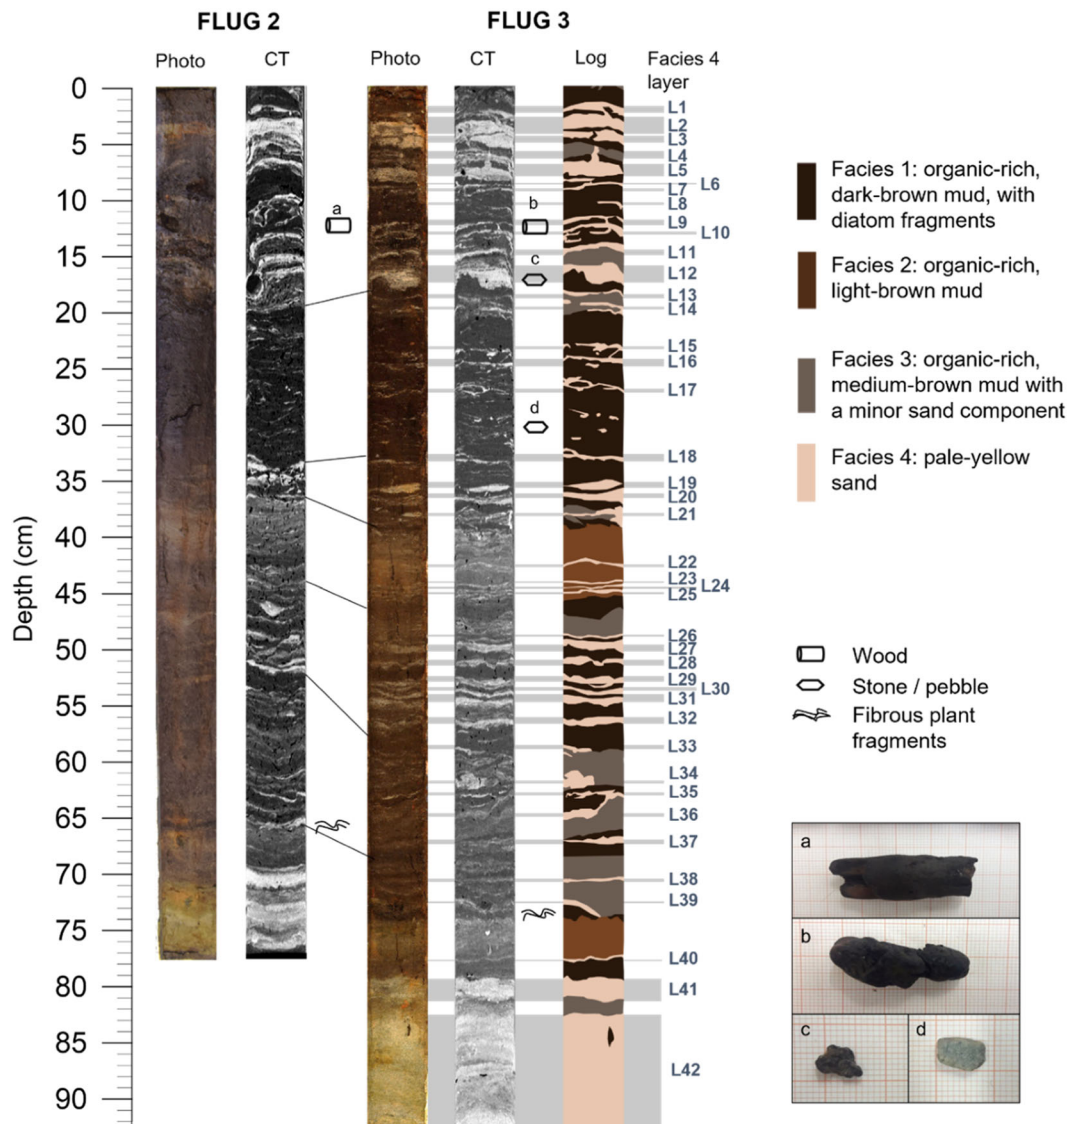 FLUG 2
FLUG 3
Photo
CT
Photo
CT
Log
Facies 4
layer
Depth (cm)
0
5
10
15
20
25
30
35
40
45
50
55
60
65
70
75
80
85
90
a
b
c
d
L1
L2
L3
L4
L5
L6
L7
L8
L9
L10
L11
L12
L13
L14
L15
L16
L17
L18
L19
L20
L21
L22
L23
L24
L25
L26
L27
L28
L29
L30
L31
L32
L33
L34
L35
L36
L37
L38
L39
L40
L41
L42
Facies 1: organic-rich,
dark-brown mud, with
diatom fragments
Facies 2: organic-rich,
light-brown mud
Facies 3: organic-rich,
medium-brown mud with
a minor sand component
Facies 4: pale-yellow
sand
Wood
Stone / pebble
Fibrous plant
fragments
a
b
c
d